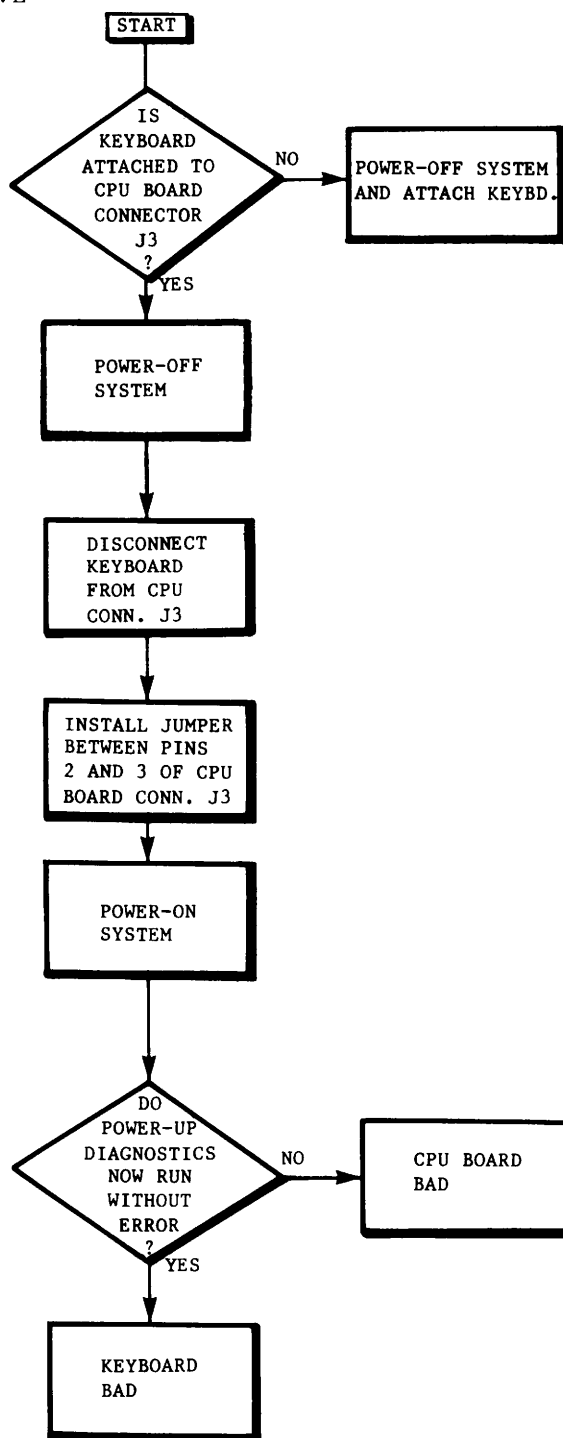 START
IS
KEYBOARD
ATTACHED TO
CPU BOARD
CONNECTOR
J3
?
NO
POWER-OFF SYSTEM
AND ATTACH KEYBD.
YES
POWER-OFF
SYSTEM
DISCONNECT
KEYBOARD
FROM CPU
CONN. J3
INSTALL JUMPER
BETWEEN PINS
2 AND 3 OF CPU
BOARD CONN. J3
POWER-ON
SYSTEM
DO
POWER-UP
DIAGNOSTICS
NOW RUN
WITHOUT
ERROR
?
NO
CPU BOARD
BAD
YES
KEYBOARD
BAD